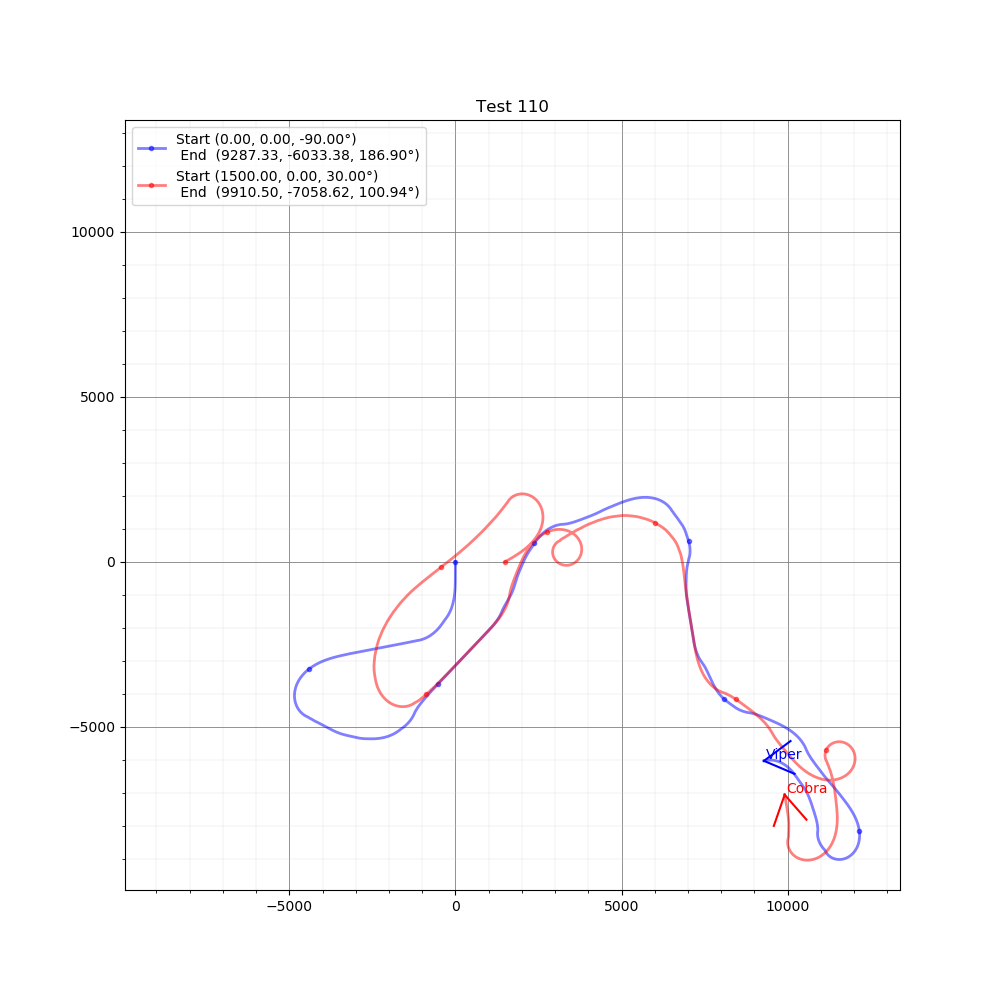 Test 110
Start (0.00, 0.00, -90.00°)
End  (9287.33, -6033.38, 186.90°)
Start (1500.00, 0.00, 30.00°)
End  (9910.50, -7058.62, 100.94°)
10000
5000
0
−5000
Viper
Cobra
−5000
0
5000
10000